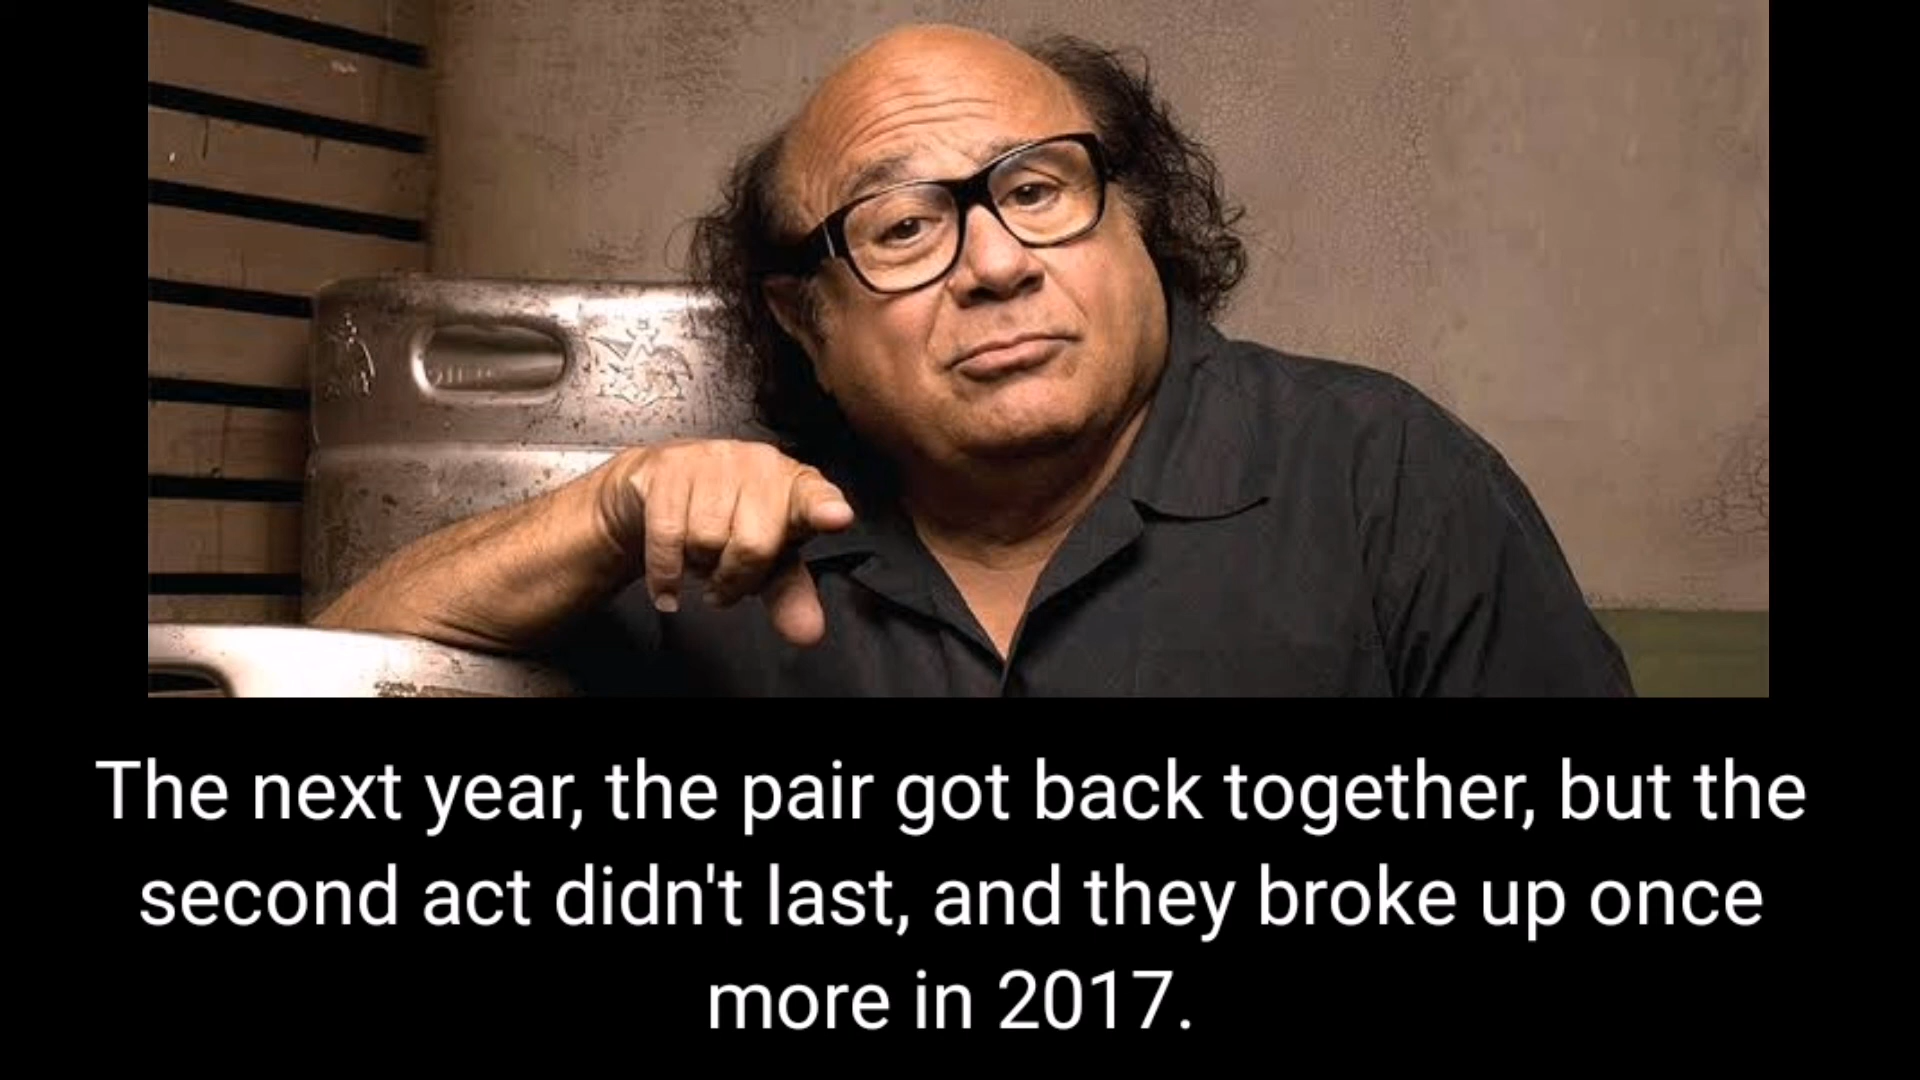 The next year, the pair got back together, but the
second act didn't last, and they broke up once
more in 2017.